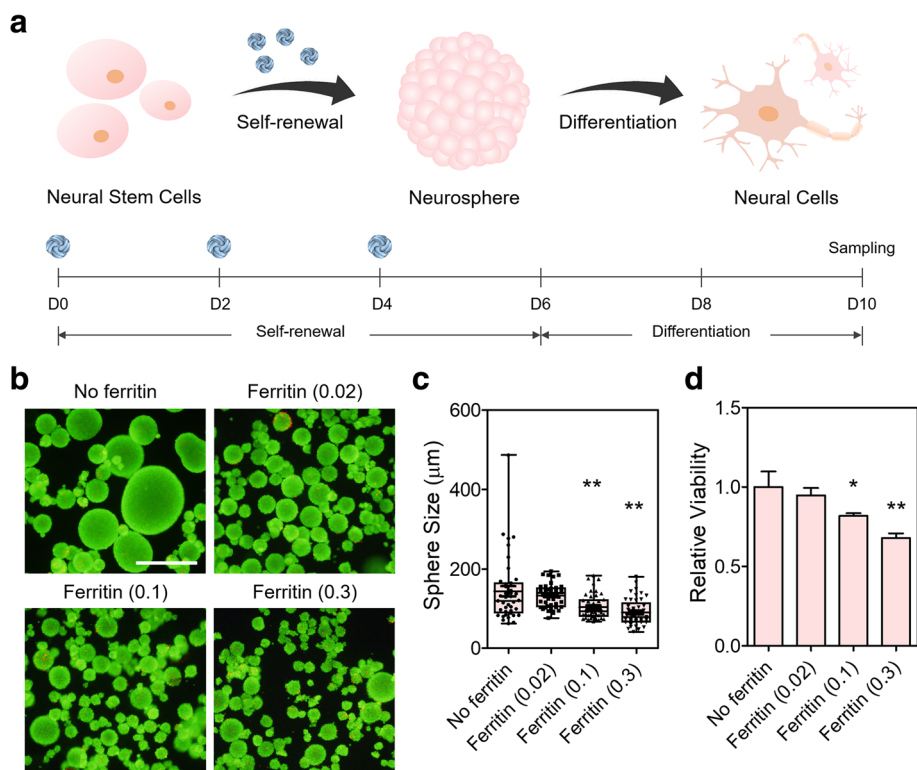 a
Self-renewal
Differentiation
Neural Stem Cells
Neurosphere
Neural Cells
Sampling
D0
D2
D4
D6
D8
D10
Self-renewal
Differentiation
b
No ferritin
Ferritin (0.02)
Ferritin (0.1)
Ferritin (0.3)
c
Sphere Size (μm)
600
400
200
0
**
**
No ferritin
Ferritin (0.02)
Ferritin (0.1)
Ferritin (0.3)
d
Relative Viability
1.5
1.0
0.5
0.0
*
**
No ferritin
Ferritin (0.02)
Ferritin (0.1)
Ferritin (0.3)